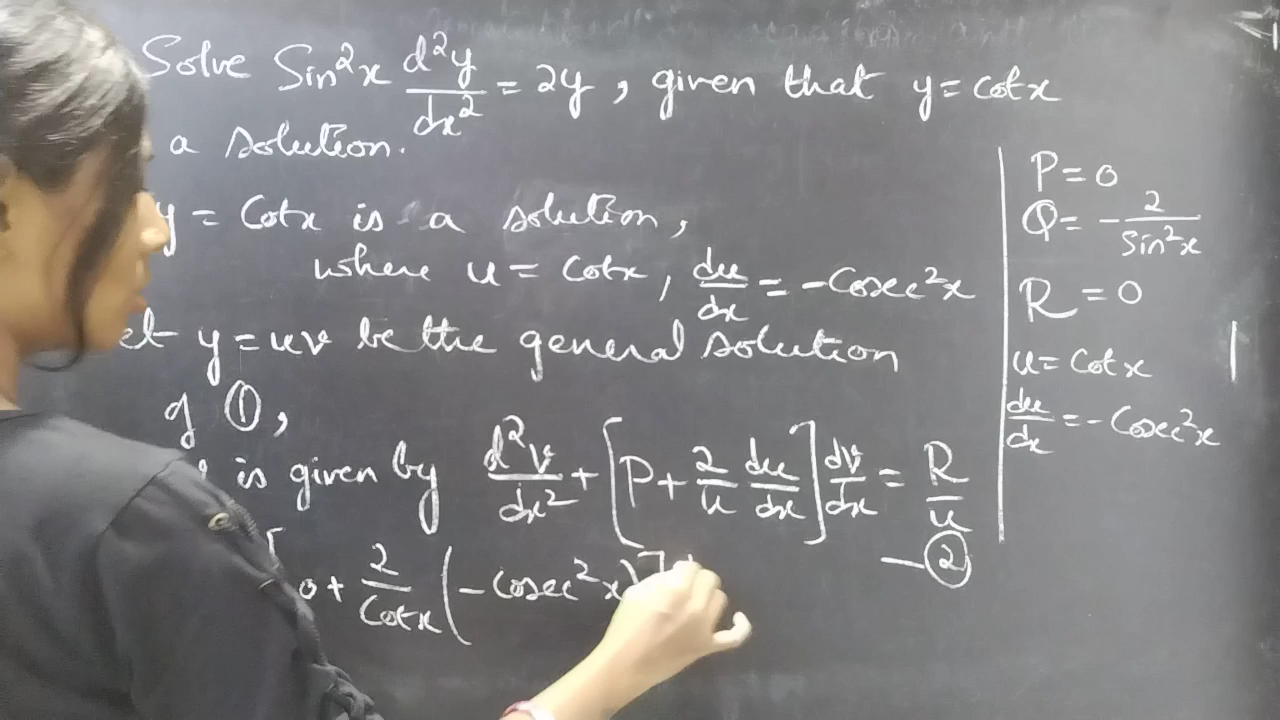 Solve Sin²x d²y/dx² = 2y, given that y = cotx
a solution.
y = Cotx is a solution,
where u = Cotx, du/dx = -Cosec²x
y = uv be the general solution
of ①,
is given by d²v/dx² + [P + 2/u du/dx] dv/dx = R/u
— ②
[0 + 2/Cotx (-Cosec²x)]
P = 0
Q = -2/Sin²x
R = 0
u = Cotx
du/dx = -Cosec²x